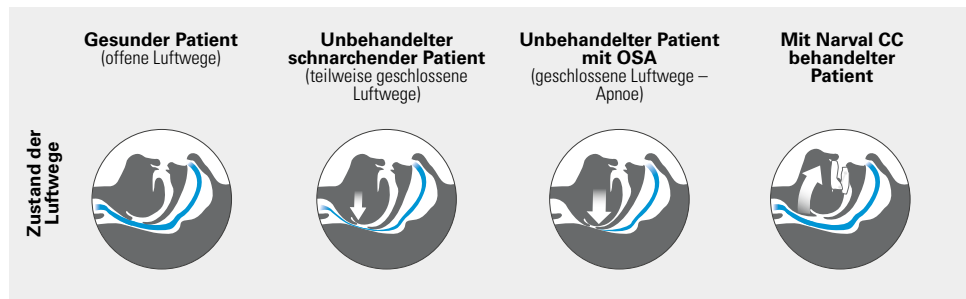 Gesunder Patient
(offene Luftwege)
Unbehandelter
schnarchender Patient
(teilweise geschlossene
Luftwege)
Unbehandelter Patient
mit OSA
(geschlossene Luftwege –
Apnoe)
Mit Narval CC
behandelter
Patient
Zustand der
Luftwege